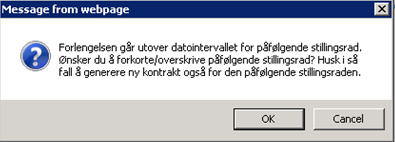 Message from webpage
Forlengelsen går utover datointervallet for påfølgende stillingsrad.
Ønsker du å forkorte/overskrive påfølgende stillingsrad? Husk i så
fall å generere ny kontrakt også for den påfølgende stillingsraden.
OK
Cancel